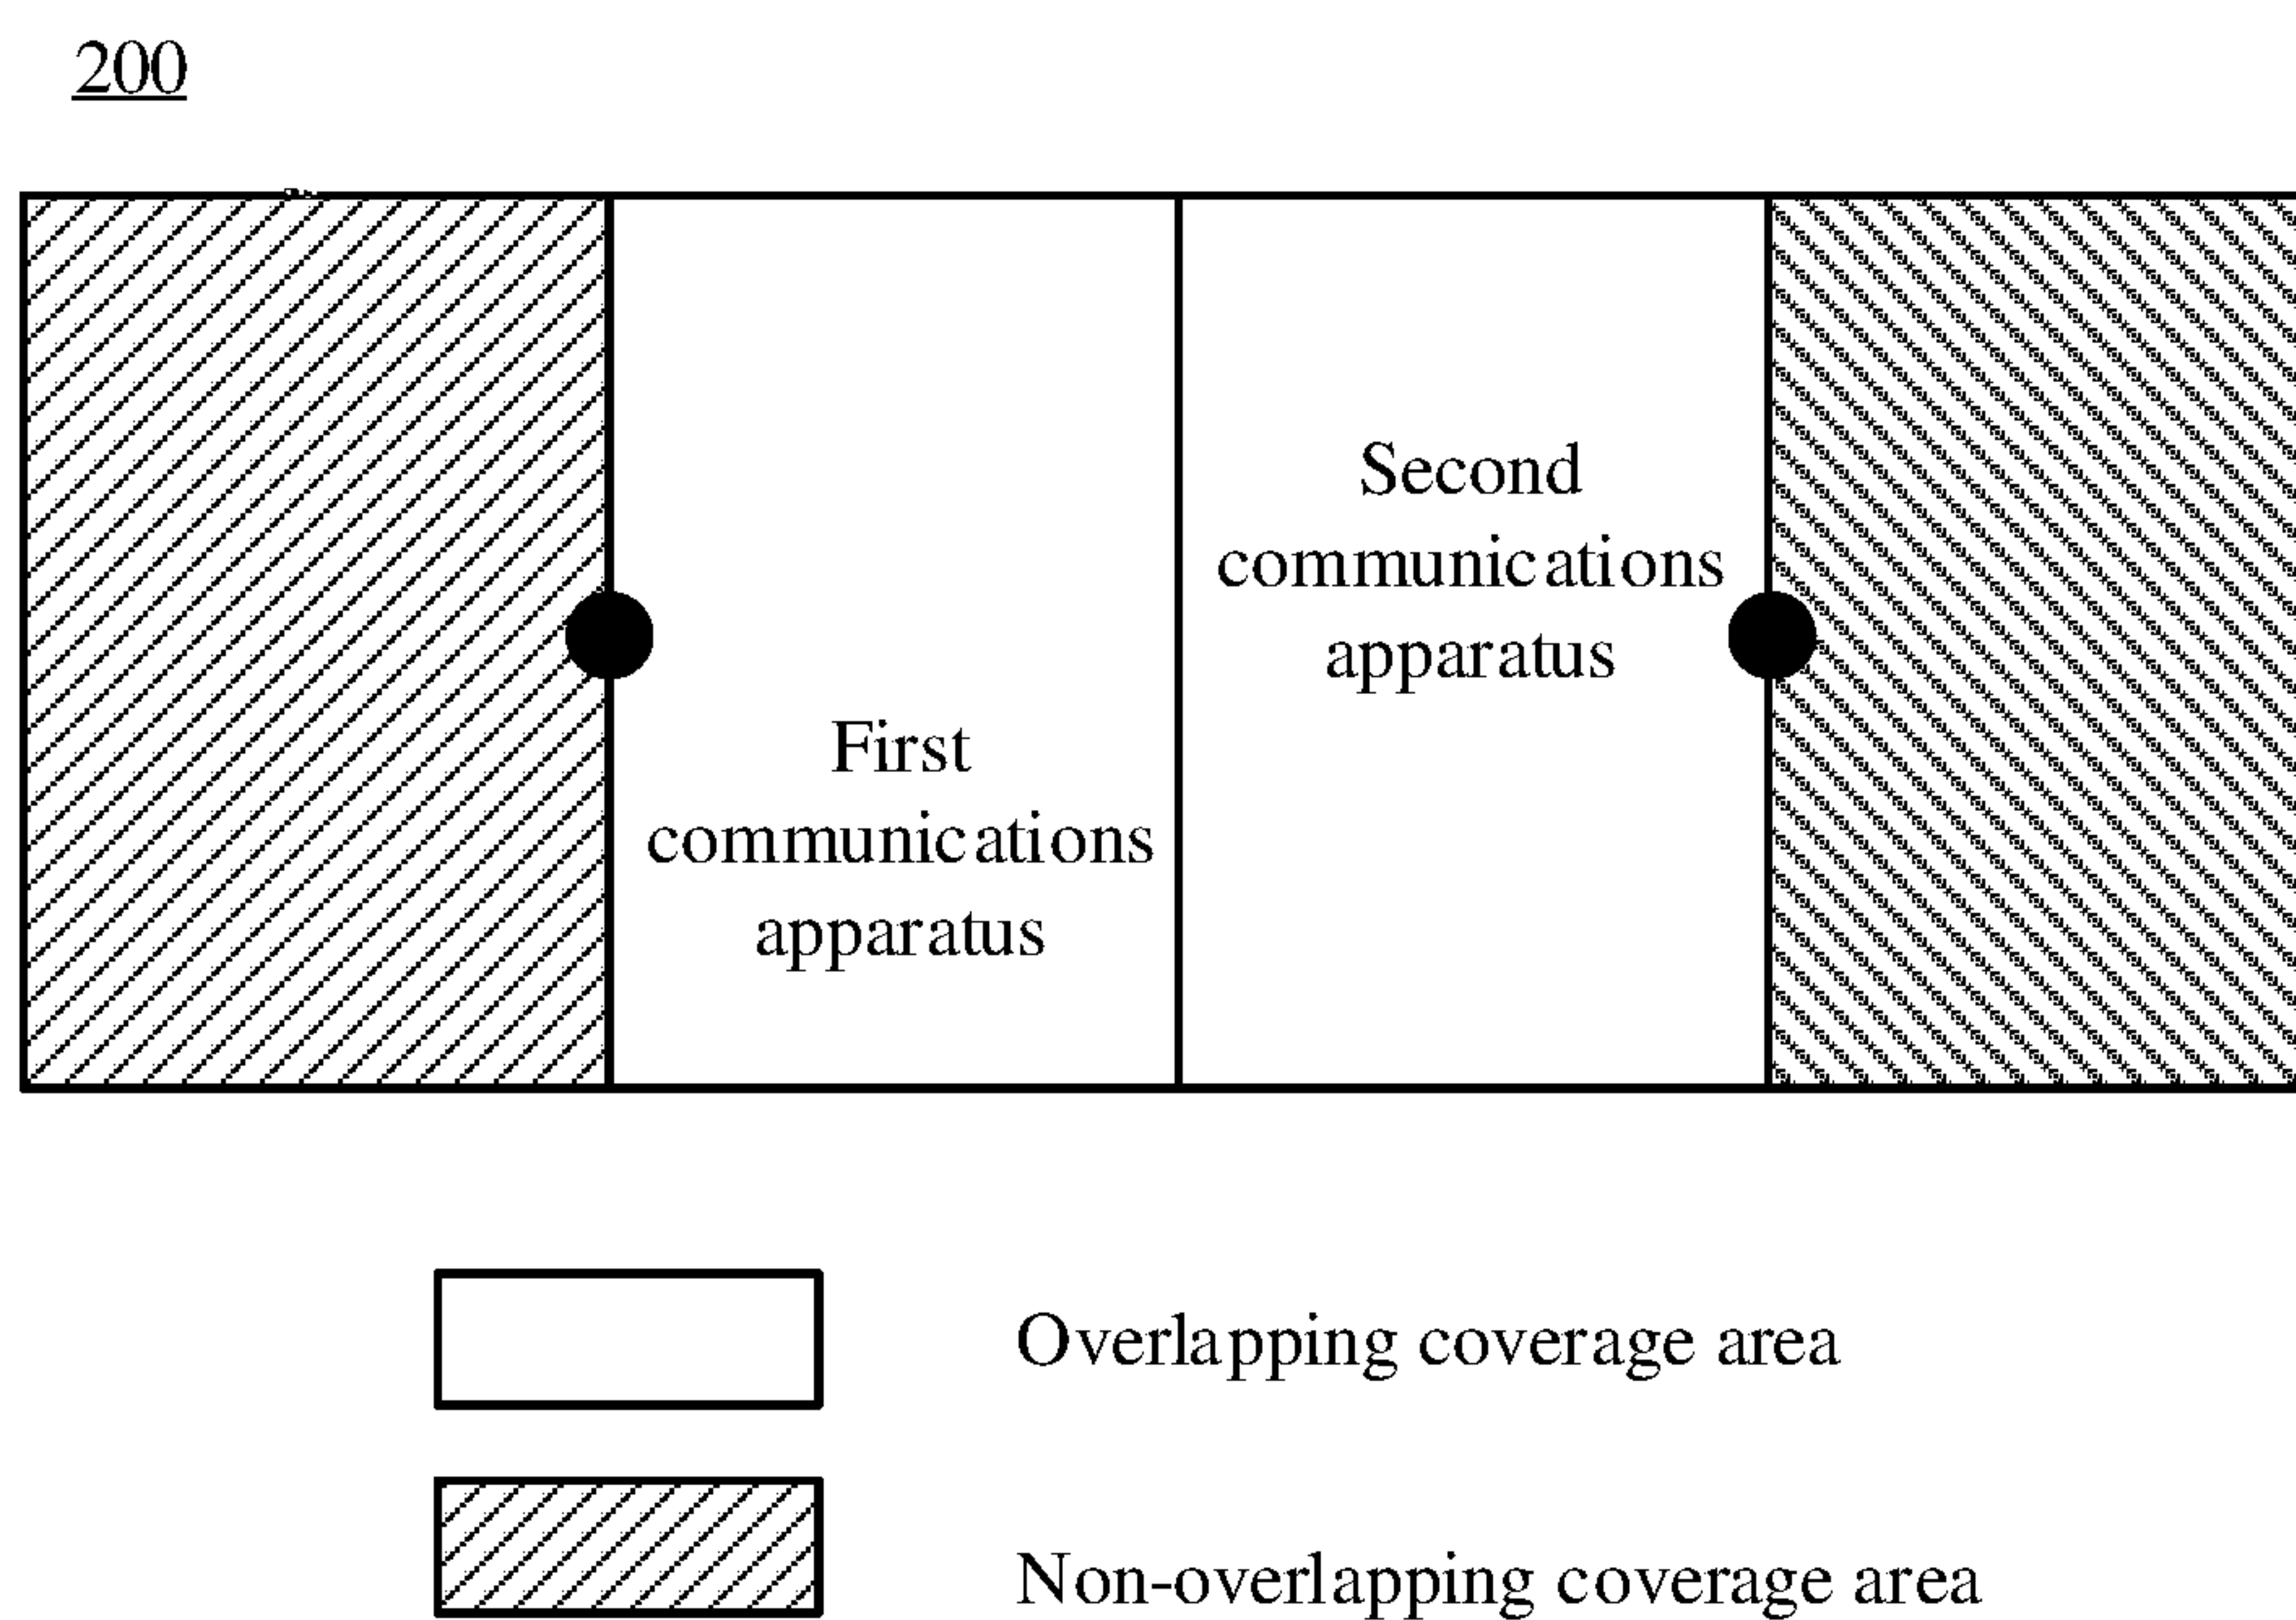 200
Second
communications
apparatus
First
communications
apparatus
Overlapping coverage area
Non-overlapping coverage area